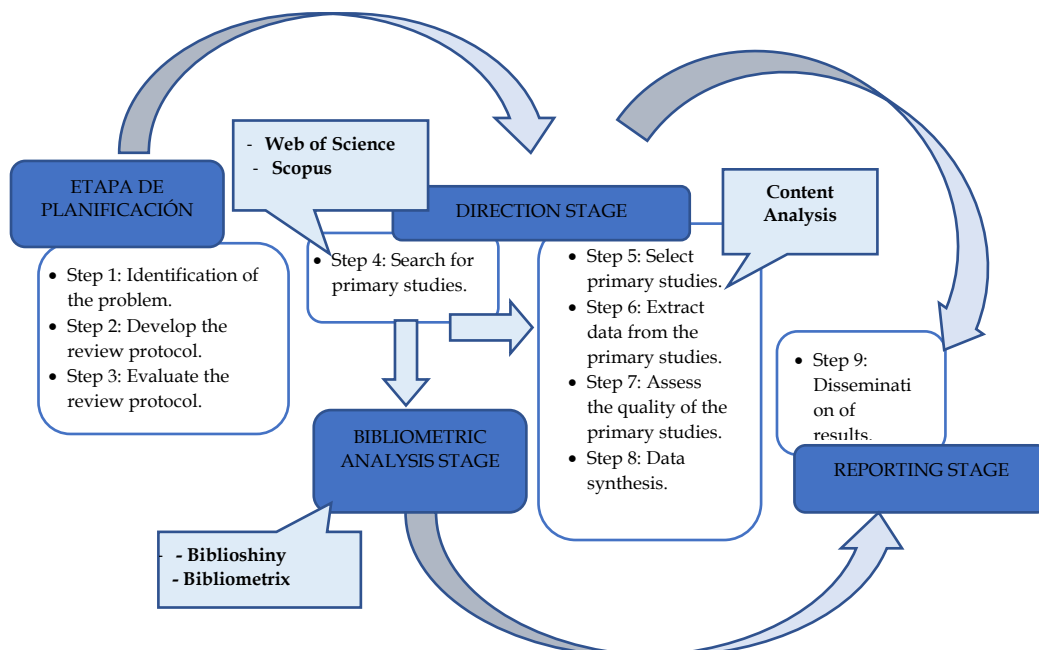 - Web of Science
- Scopus
ETAPA DE
PLANIFICACIÓN
• Step 1: Identification of
the problem.
• Step 2: Develop the
review protocol.
• Step 3: Evaluate the
review protocol.
DIRECTION STAGE
• Step 4: Search for
primary studies.
Content
Analysis
• Step 5: Select
primary studies.
• Step 6: Extract
data from the
primary studies.
• Step 7: Assess
the quality of the
primary studies.
• Step 8: Data
synthesis.
BIBLIOMETRIC
ANALYSIS STAGE
- - Biblioshiny
- Bibliometrix
• Step 9:
Disseminati
on of
results.
REPORTING STAGE